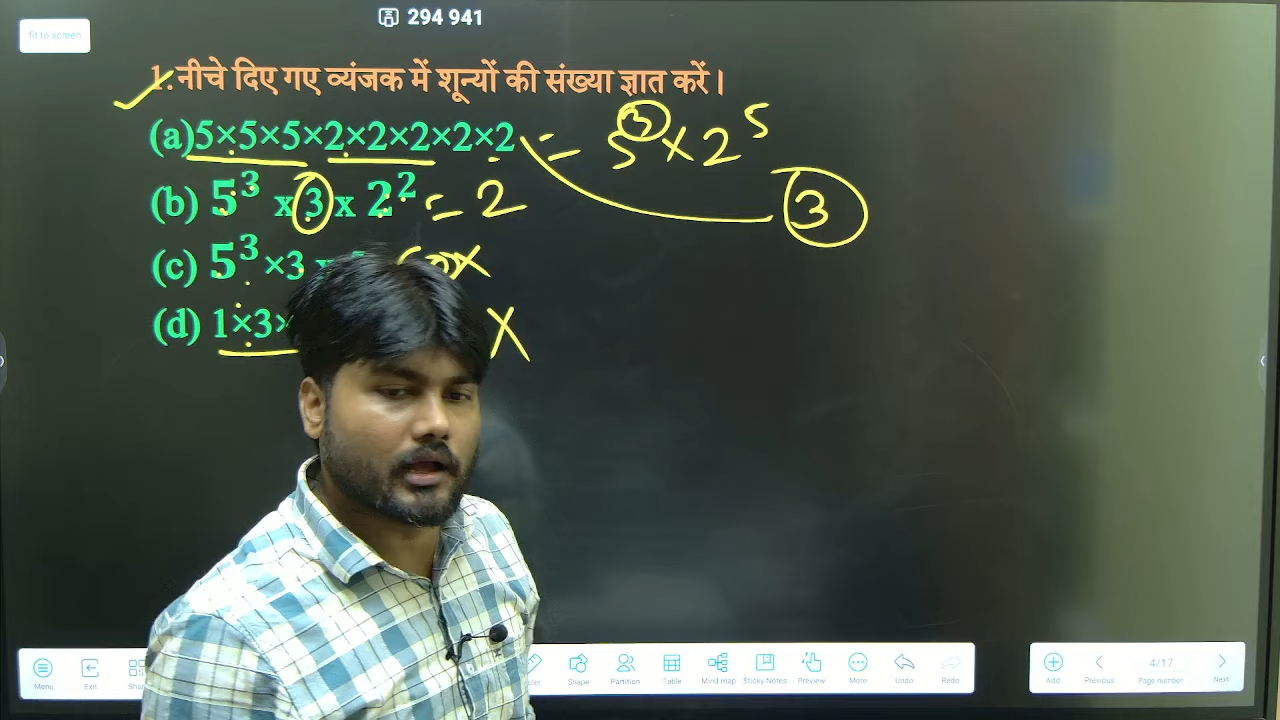 294 941
fit to screen
1. नीचे दिए गए व्यंजक में शून्यों की संख्या ज्ञात करें।
(a)5×5×5×2×2×2×2×2 = 5³×2⁵
(b) 5³ x 3 x 2² = 2
3
(c) 5³ ×3
(d) 1×3×
Menu Exit Shape Partition Table Mind map Sticky Notes Preview More Undo Redo
Add Previous 4/17 Page number Next